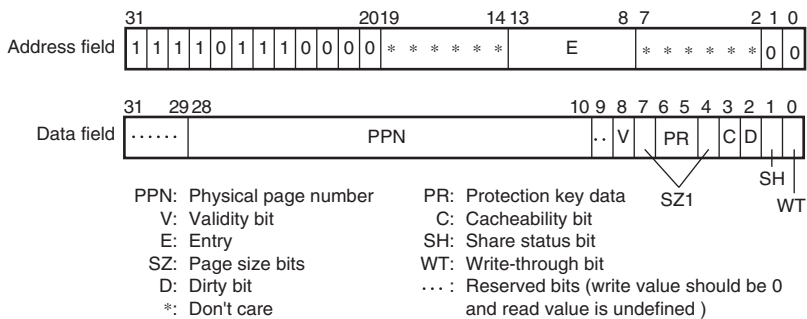 31 20 19 14 13 8 7 2 1 0
Address field 1 1 1 1 0 1 1 1 0 0 0 0 * * * * * * E * * * * * * 0 0
31 29 28 10 9 8 7 6 5 4 3 2 1 0
Data field ······ PPN ·· V PR C D
SZ1 SH WT
PPN: Physical page number
V: Validity bit
E: Entry
SZ: Page size bits
D: Dirty bit
*: Don't care
PR: Protection key data
C: Cacheability bit
SH: Share status bit
WT: Write-through bit
···: Reserved bits (write value should be 0
and read value is undefined )